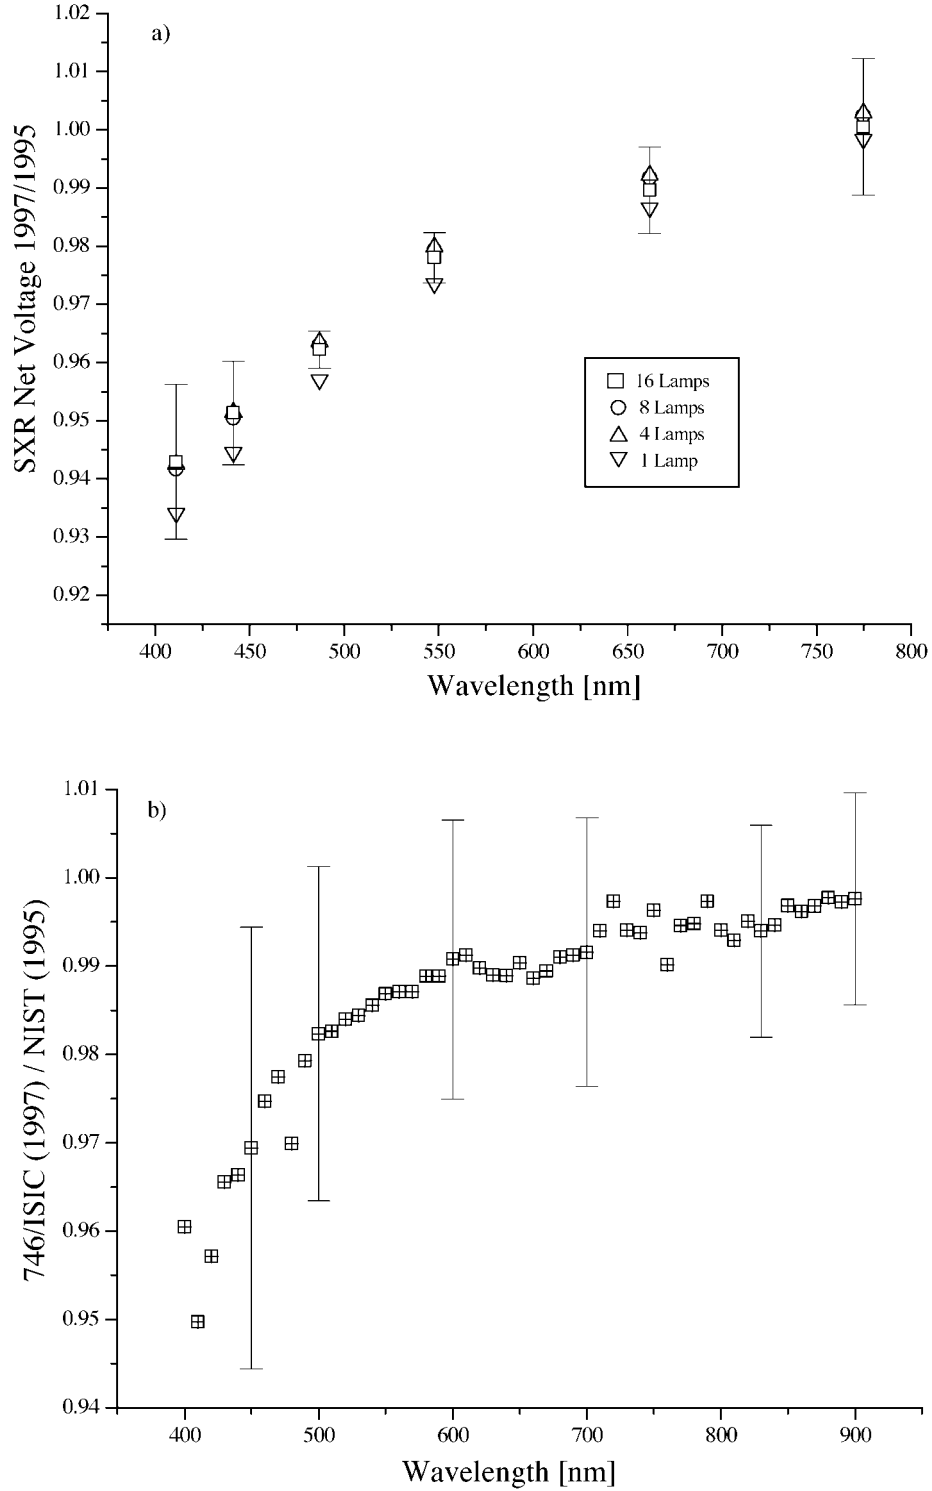 a)
SXR Net Voltage 1997/1995
1.02
1.01
1.00
0.99
0.98
0.97
0.96
0.95
0.94
0.93
0.92
16 Lamps
8 Lamps
4 Lamps
1 Lamp
400 450 500 550 600 650 700 750 800
Wavelength [nm]
b)
746/ISIC (1997) / NIST (1995)
1.01
1.00
0.99
0.98
0.97
0.96
0.95
0.94
400 500 600 700 800 900
Wavelength [nm]